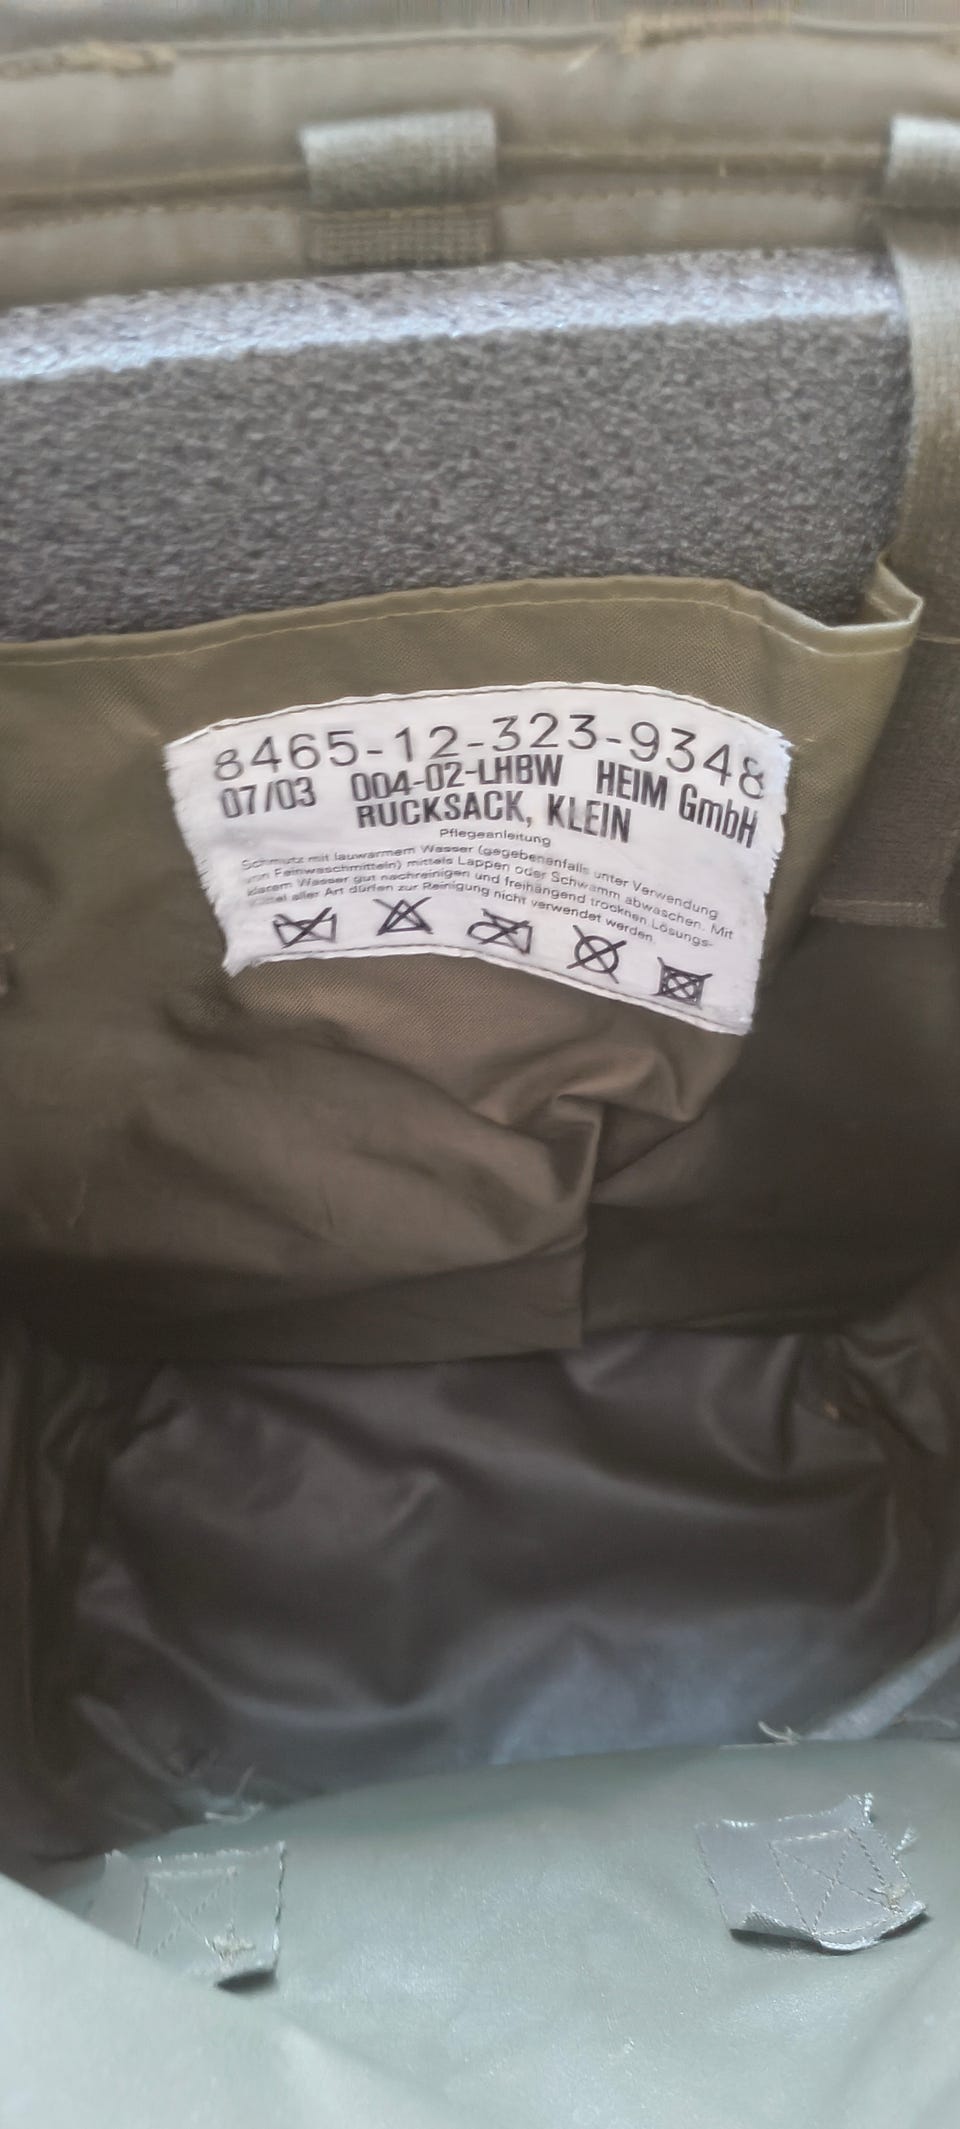 8465-12-323-9348
07/03 004-02-LHBW HEIM GmbH
RUCKSACK, KLEIN
Pflegeanleitung
Schmutz mit lauwarmem Wasser (gegebenenfalls unter Verwendung
von Feinwaschmitteln) mittels Lappen oder Schwamm abwaschen. Mit
klarem Wasser gut nachreinigen und freihängend trocknen. Lösungs-
mittel aller Art dürfen zur Reinigung nicht verwendet werden.